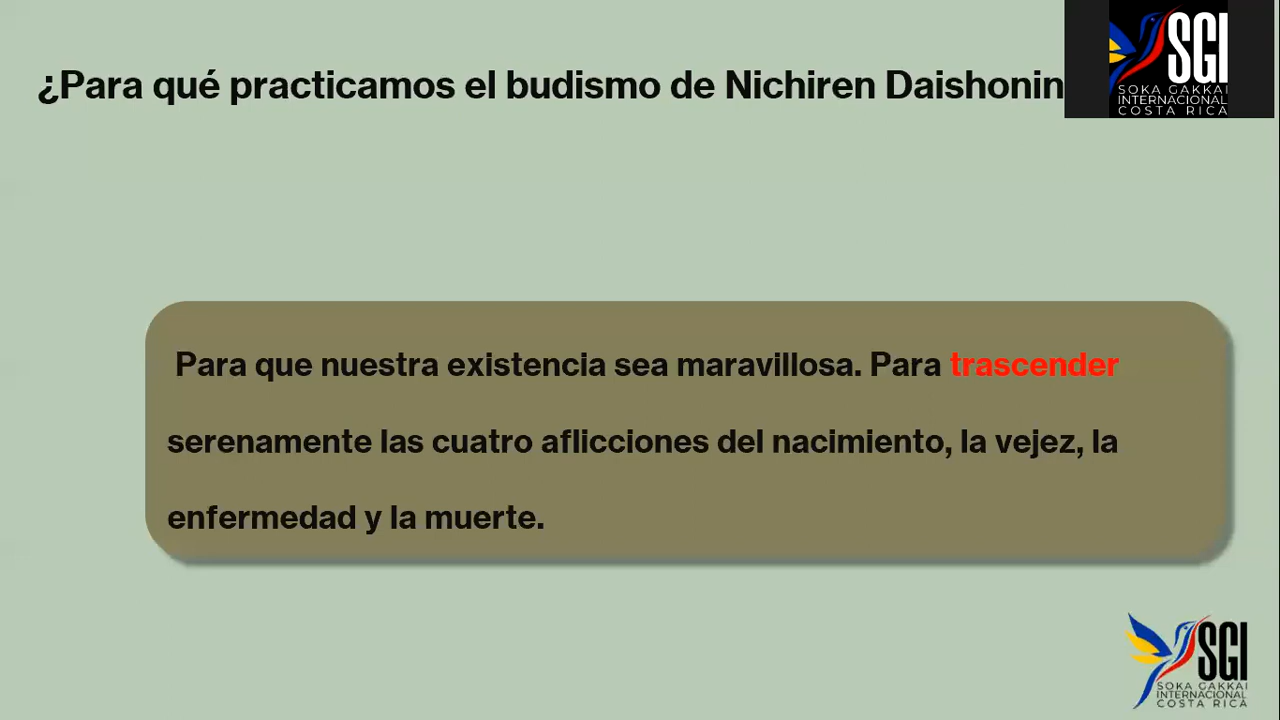 ¿Para qué practicamos el budismo de Nichiren Daishonin
SGI
SOKA GAKKAI
INTERNACIONAL
COSTA RICA
Para que nuestra existencia sea maravillosa. Para trascender
serenamente las cuatro aflicciones del nacimiento, la vejez, la
enfermedad y la muerte.
SGI
SOKA GAKKAI
INTERNACIONAL
COSTA RICA